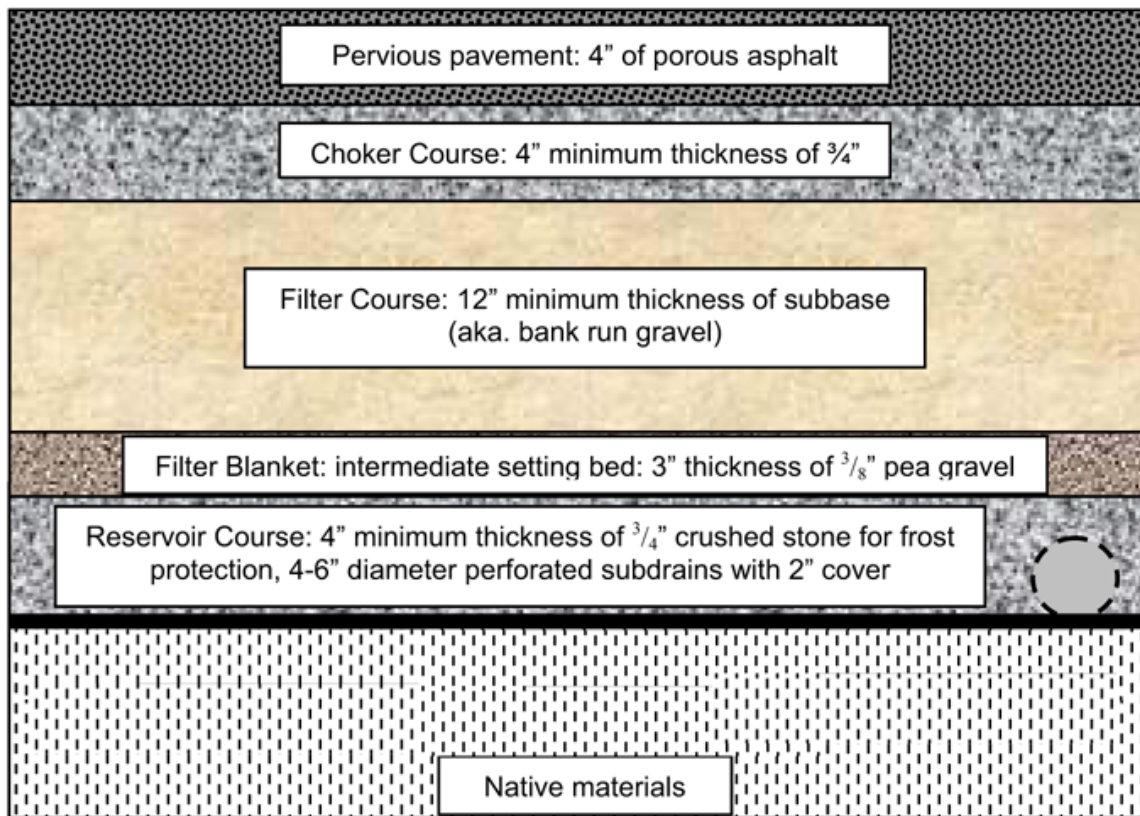 Pervious pavement: 4” of porous asphalt
Choker Course: 4” minimum thickness of ¾”
Filter Course: 12” minimum thickness of subbase
(aka. bank run gravel)
Filter Blanket: intermediate setting bed: 3” thickness of 3/8” pea gravel
Reservoir Course: 4” minimum thickness of 3/4” crushed stone for frost
protection, 4-6” diameter perforated subdrains with 2” cover
Native materials